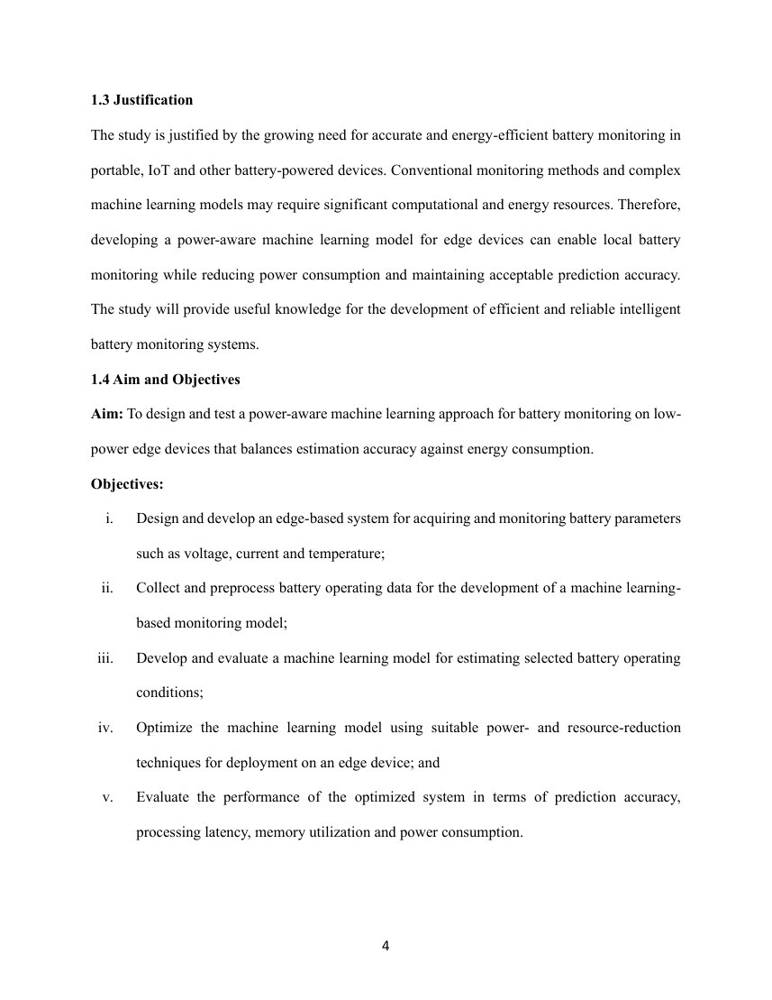 1.3 Justification
The study is justified by the growing need for accurate and energy-efficient battery monitoring in
portable, IoT and other battery-powered devices. Conventional monitoring methods and complex
machine learning models may require significant computational and energy resources. Therefore,
developing a power-aware machine learning model for edge devices can enable local battery
monitoring while reducing power consumption and maintaining acceptable prediction accuracy.
The study will provide useful knowledge for the development of efficient and reliable intelligent
battery monitoring systems.
1.4 Aim and Objectives
Aim: To design and test a power-aware machine learning approach for battery monitoring on low-
power edge devices that balances estimation accuracy against energy consumption.
Objectives:
i. Design and develop an edge-based system for acquiring and monitoring battery parameters
such as voltage, current and temperature;
ii. Collect and preprocess battery operating data for the development of a machine learning-
based monitoring model;
iii. Develop and evaluate a machine learning model for estimating selected battery operating
conditions;
iv. Optimize the machine learning model using suitable power- and resource-reduction
techniques for deployment on an edge device; and
v. Evaluate the performance of the optimized system in terms of prediction accuracy,
processing latency, memory utilization and power consumption.
4